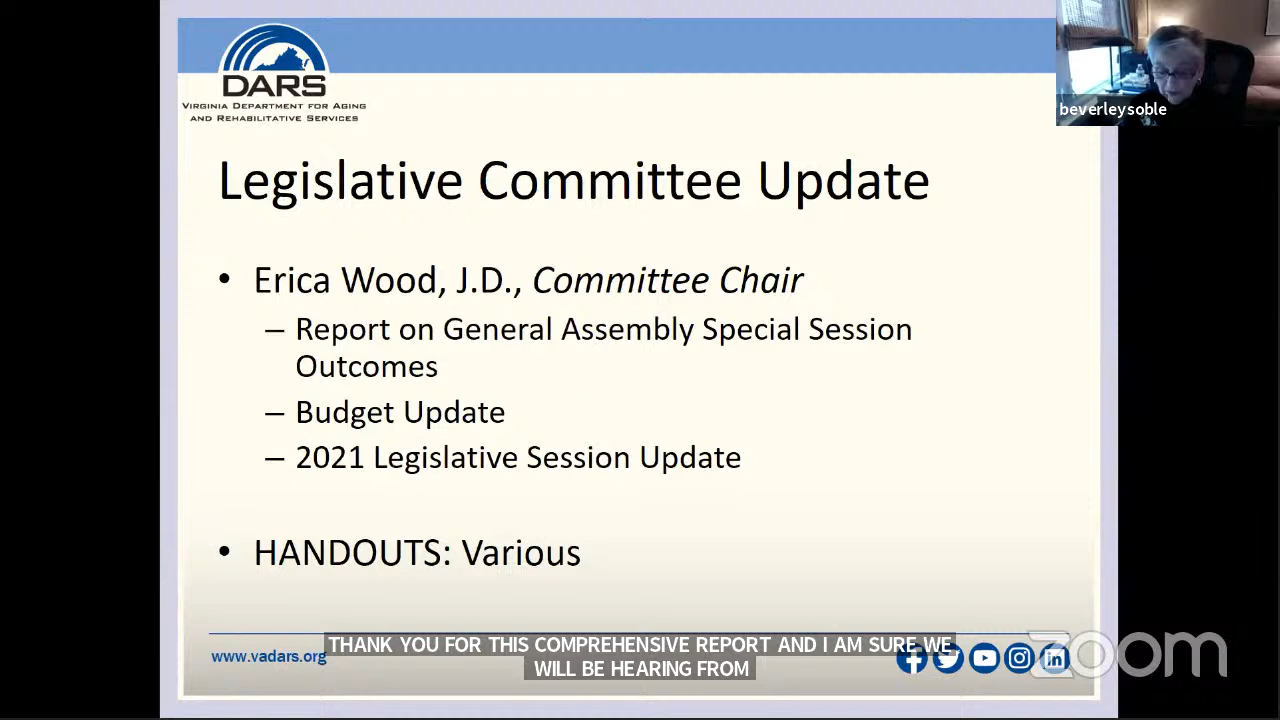 DARS
VIRGINIA DEPARTMENT FOR AGING
AND REHABILITATIVE SERVICES
beverleysoble
Legislative Committee Update
• Erica Wood, J.D., Committee Chair
– Report on General Assembly Special Session
Outcomes
– Budget Update
– 2021 Legislative Session Update
• HANDOUTS: Various
www.vadars.org
THANK YOU FOR THIS COMPREHENSIVE REPORT AND I AM SURE WE
WILL BE HEARING FROM
zoom